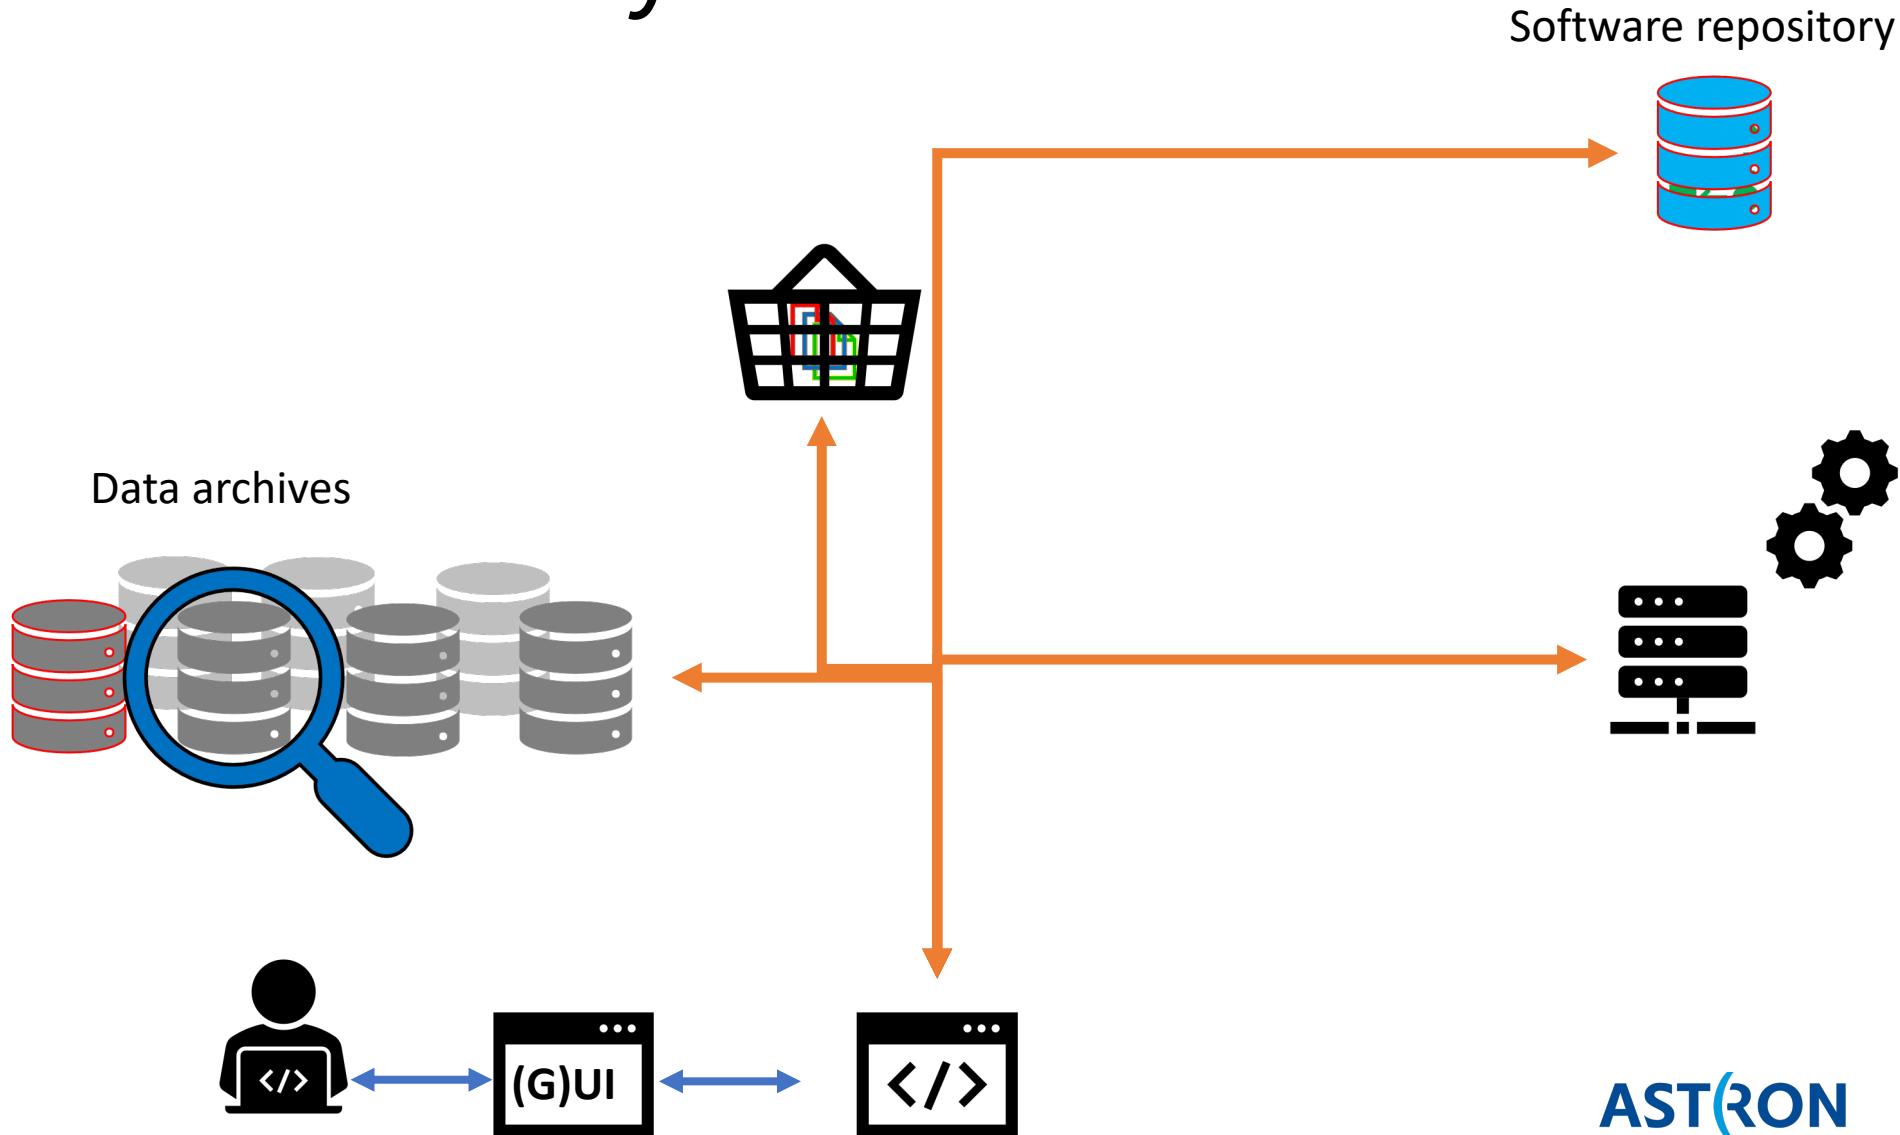 Software repository
Data archives
</>
(G)UI
</>
ASTRON